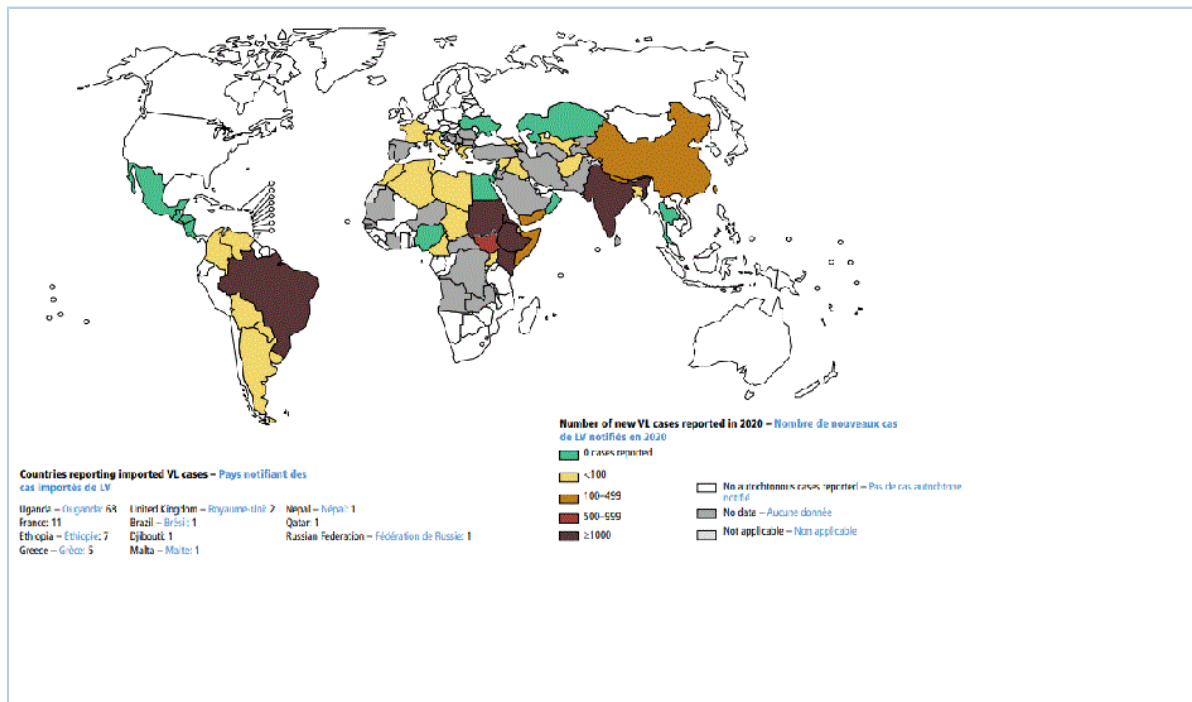 Number of new VL cases reported in 2020 – Nombre de nouveaux cas
de LV notifiés en 2020
0 cases reported
<100
100–499
500–999
≥1000
No autochtonous cases reported – Pas de cas autochtone
notifié
No data – Aucune donnée
Not applicable – Non applicable
Countries reporting imported VL cases – Pays notifiant des
cas importés de LV
Uganda – Ouganda: 68
France: 11
Ethiopia – Éthiopie: 7
Greece – Grèce: 5
United Kingdom – Royaume-Uni: 2
Brazil – Brésil: 1
Djibouti: 1
Malta – Malte: 1
Nepal – Népal: 1
Qatar: 1
Russian Federation – Fédération de Russie: 1